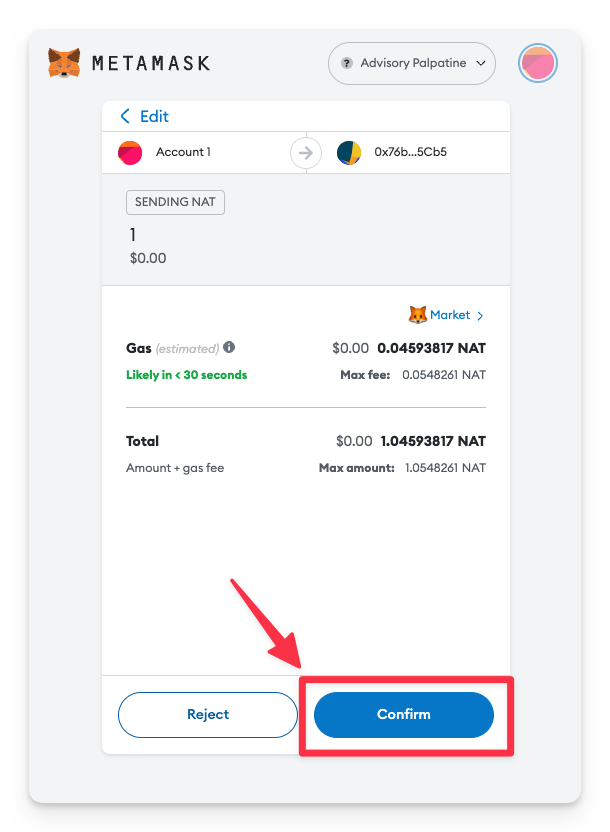 METAMASK
? Advisory Palpatine
Edit
Account 1 0x76b...5Cb5
SENDING NAT
1
$0.00
Market
Gas (estimated) $0.00 0.04593817 NAT
Likely in < 30 seconds Max fee: 0.0548261 NAT
Total $0.00 1.04593817 NAT
Amount + gas fee Max amount: 1.0548261 NAT
Reject Confirm